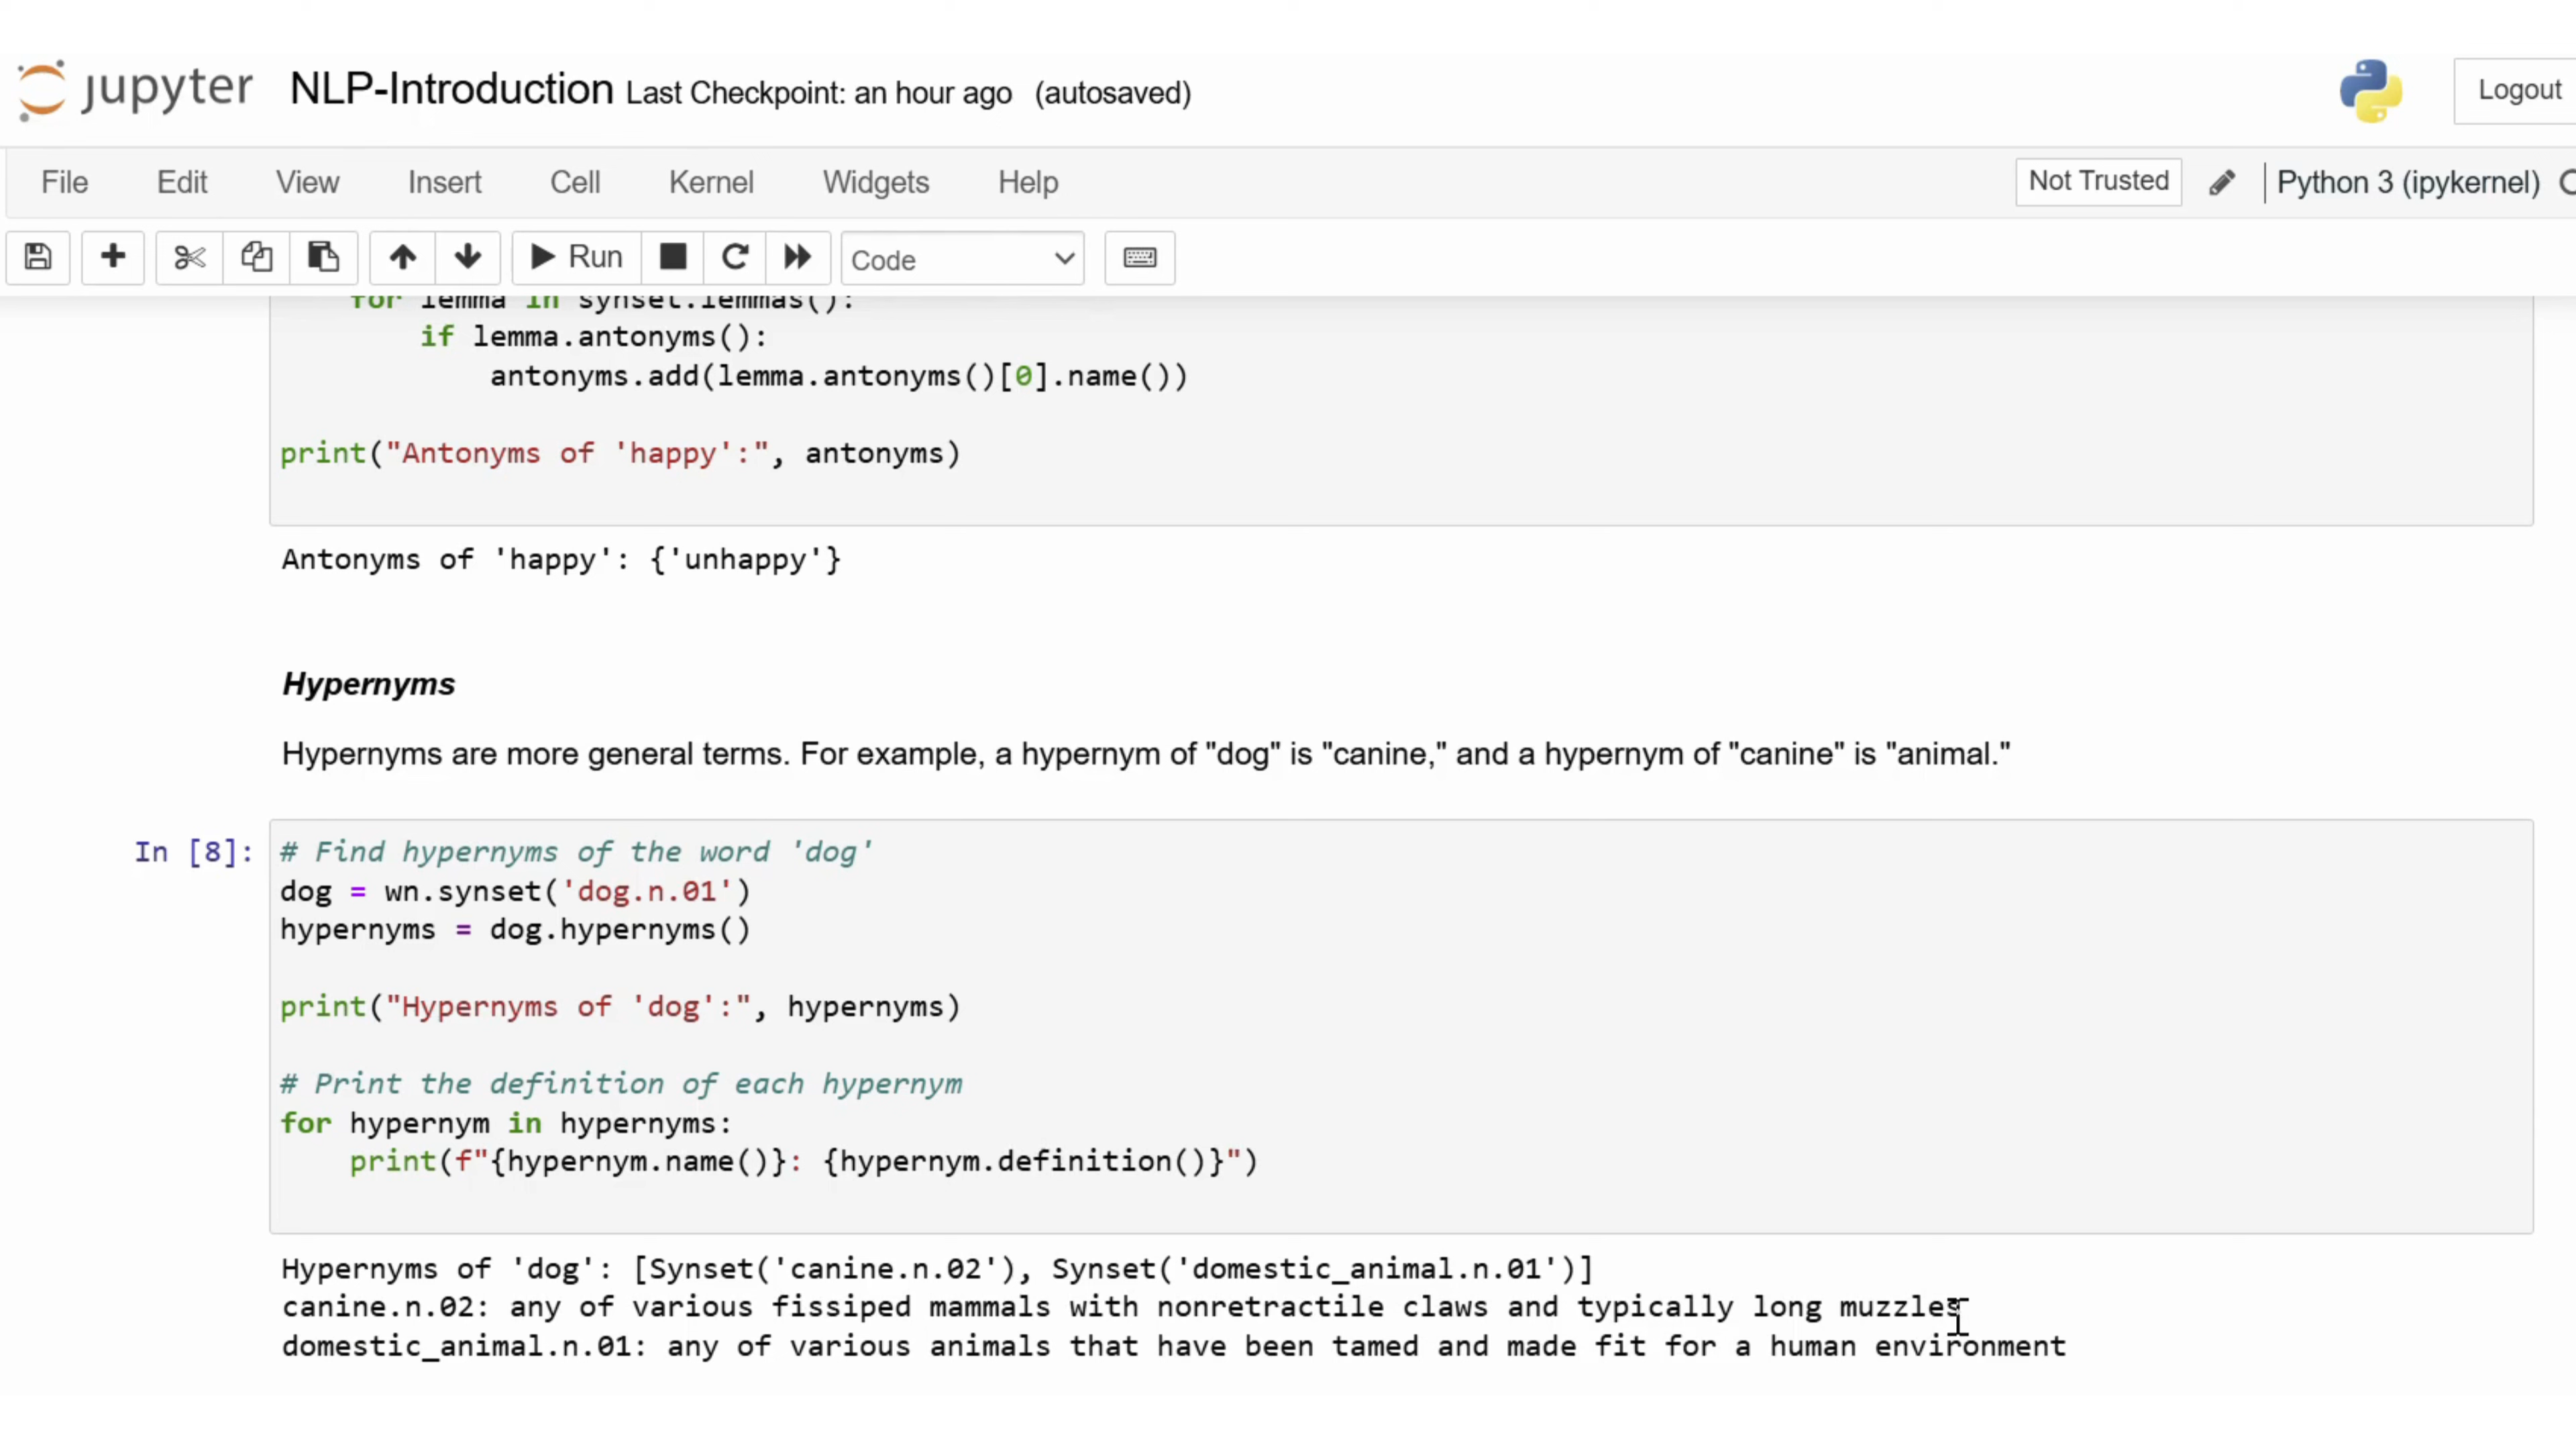 jupyter NLP-Introduction Last Checkpoint: an hour ago (autosaved) Logout
File Edit View Insert Cell Kernel Widgets Help Not Trusted Python 3 (ipykernel)
Run Code
for lemma in synset.lemmas():
if lemma.antonyms():
antonyms.add(lemma.antonyms()[0].name())
print("Antonyms of 'happy':", antonyms)
Antonyms of 'happy': {'unhappy'}
Hypernyms
Hypernyms are more general terms. For example, a hypernym of "dog" is "canine," and a hypernym of "canine" is "animal."
In [8]: # Find hypernyms of the word 'dog'
dog = wn.synset('dog.n.01')
hypernyms = dog.hypernyms()
print("Hypernyms of 'dog':", hypernyms)
# Print the definition of each hypernym
for hypernym in hypernyms:
print(f"{hypernym.name()}: {hypernym.definition()}")
Hypernyms of 'dog': [Synset('canine.n.02'), Synset('domestic_animal.n.01')]
canine.n.02: any of various fissiped mammals with nonretractile claws and typically long muzzles
domestic_animal.n.01: any of various animals that have been tamed and made fit for a human environment